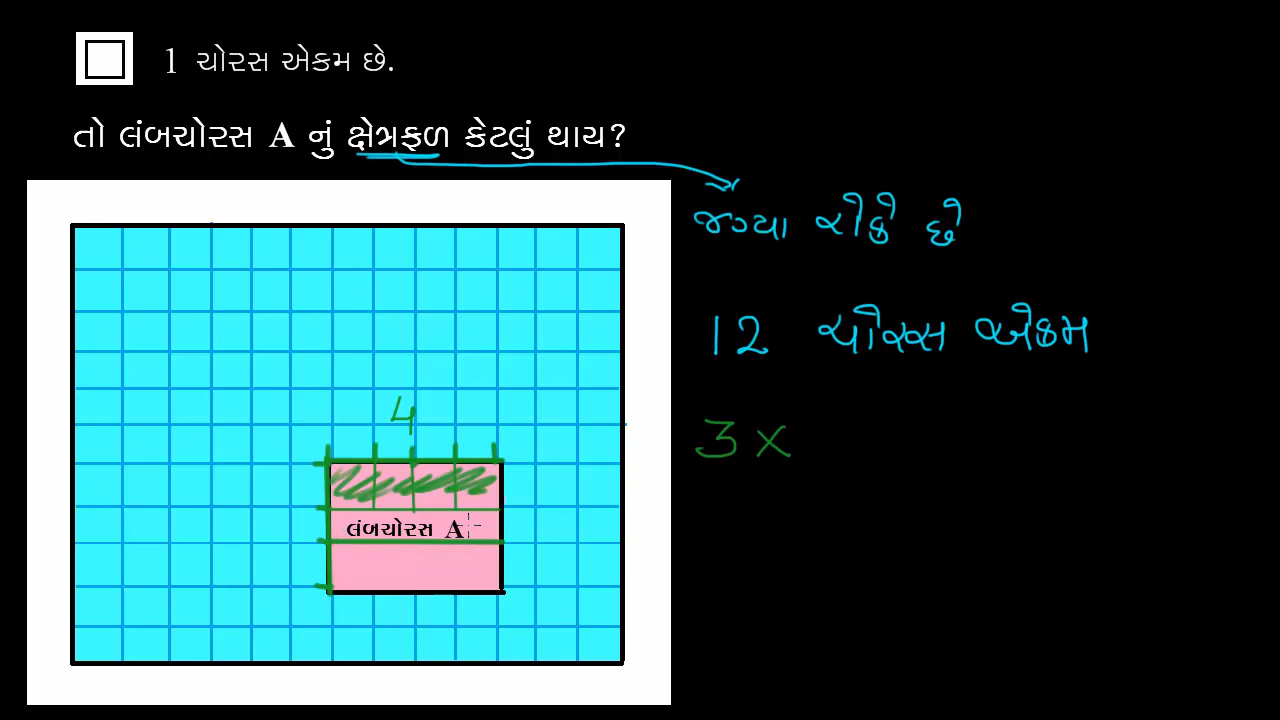 1 ચોરસ એકમ છે.
તો લંબચોરસ A નું ક્ષેત્રફળ કેટલું થાય?
જગ્યા રોકે છે
12 ચોરસ એકમ
4
3 ×
લંબચોરસ A